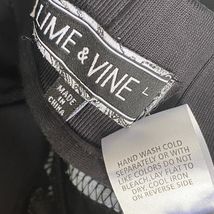 LIME & VINE
L
MADE
IN
CHINA
HAND WASH COLD
SEPARATELY OR WITH
LIKE COLORS DO NOT
BLEACH, LAY FLAT TO
DRY. COOL IRON
ON REVERSE SIDE